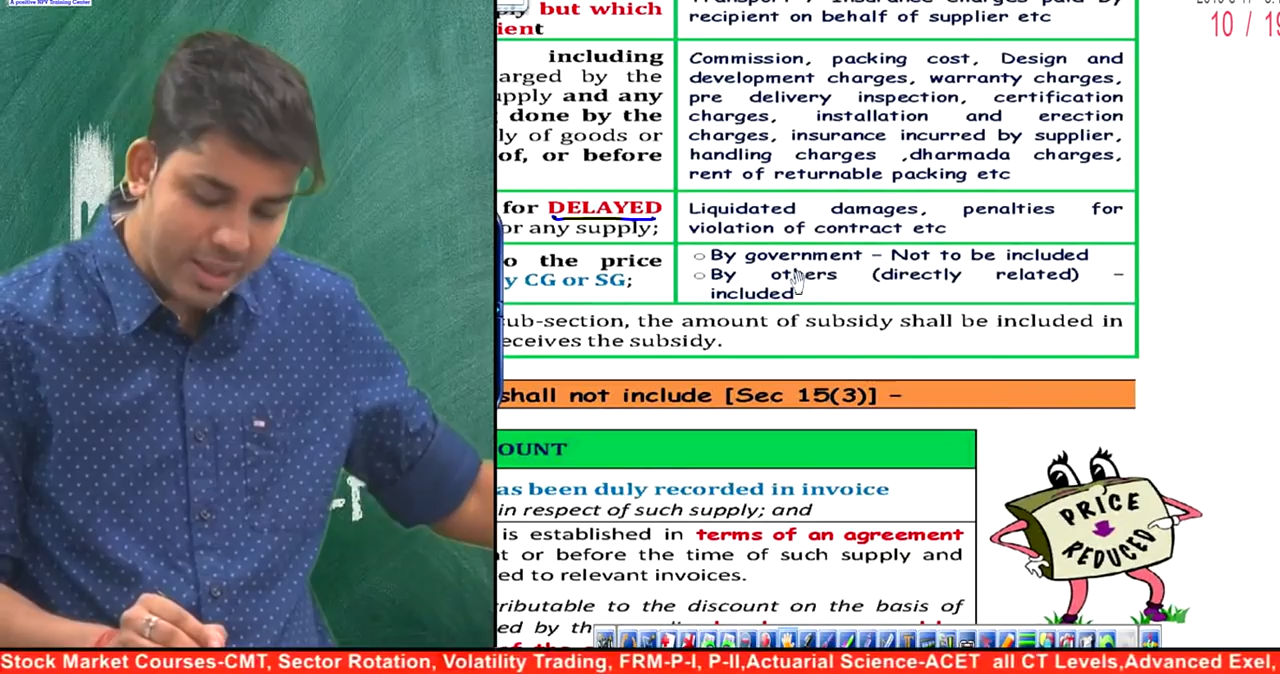 A positive NPV Training Center
but which
recipient on behalf of supplier etc
10 / 19
including
arged by the
pply and any
done by the
ly of goods or
of, or before
Commission, packing cost, Design and
development charges, warranty charges,
pre delivery inspection, certification
charges, installation and erection
charges, insurance incurred by supplier,
handling charges ,dharmada charges,
rent of returnable packing etc
for DELAYED
or any supply;
Liquidated damages, penalties for
violation of contract etc
o the price
y CG or SG;
By government – Not to be included
By others (directly related) –
included
sub-section, the amount of subsidy shall be included in
eceives the subsidy.
shall not include [Sec 15(3)] –
OUNT
as been duly recorded in invoice
in respect of such supply; and
is established in terms of an agreement
t or before the time of such supply and
ed to relevant invoices.
ributable to the discount on the basis of
ed by th
PRICE
REDUCED
Stock Market Courses-CMT, Sector Rotation, Volatility Trading, FRM-P-I, P-II,Actuarial Science-ACET all CT Levels,Advanced Exel,